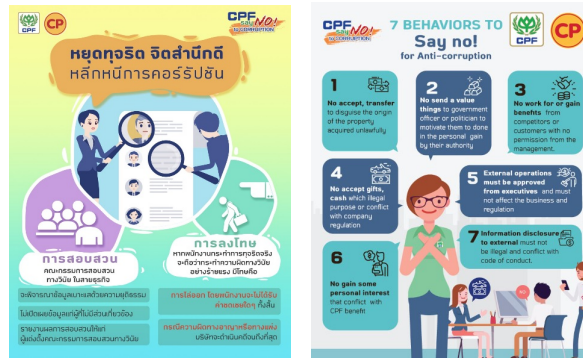 CPF
CP
CPF
say NO!
to CORRUPTION
หยุดทุจริต จิตสำนึกดี
หลีกหนีการคอร์รัปชัน
การสอบสวน
คณะกรรมการสอบสวน
ทางวินัย ในสายธุรกิจ
จะพิจารณาข้อมูลเฉพาะด้วยความยุติธรรม
ไม่เปิดเผยข้อมูลแก่ผู้ที่ไม่มีส่วนเกี่ยวข้อง
รายงานผลการสอบสวนให้แก่
ผู้แต่งตั้งคณะกรรมการสอบสวนทางวินัย
การลงโทษ
หากพนักงานกระทำการทุจริตจริง
จะถือว่ากระทำความผิดทางวินัย
อย่างร้ายแรง มีโทษคือ
การไล่ออก โดยพนักงานจะไม่ได้รับ
ค่าชดเชยใดๆ ทั้งสิ้น
กรณีความผิดทางอาญาหรือทางแพ่ง
บริษัทจะดำเนินคดีจนถึงที่สุด
CPF
say NO!
to CORRUPTION
7 BEHAVIORS TO
Say no!
for Anti-corruption
CPF
CP
1
No accept, transfer
to disguise the origin
of the property
acquired unlawfully
2
No send a value
things to government
officer or politician to
motivate them to done
in the personal gain
by their authority
3
No work for or gain
benefits from
competitors or
customers with no
permission from the
management.
4
No accept gifts,
cash which illegal
purpose or conflict
with company
regulation
5
External operations
must be approved
from executives and must
not affect the business and
regulation
6
No gain some
personal interest
that conflict with
CPF benefit
7
Information disclosure
to external must not
be illegal and conflict with
code of conduct.